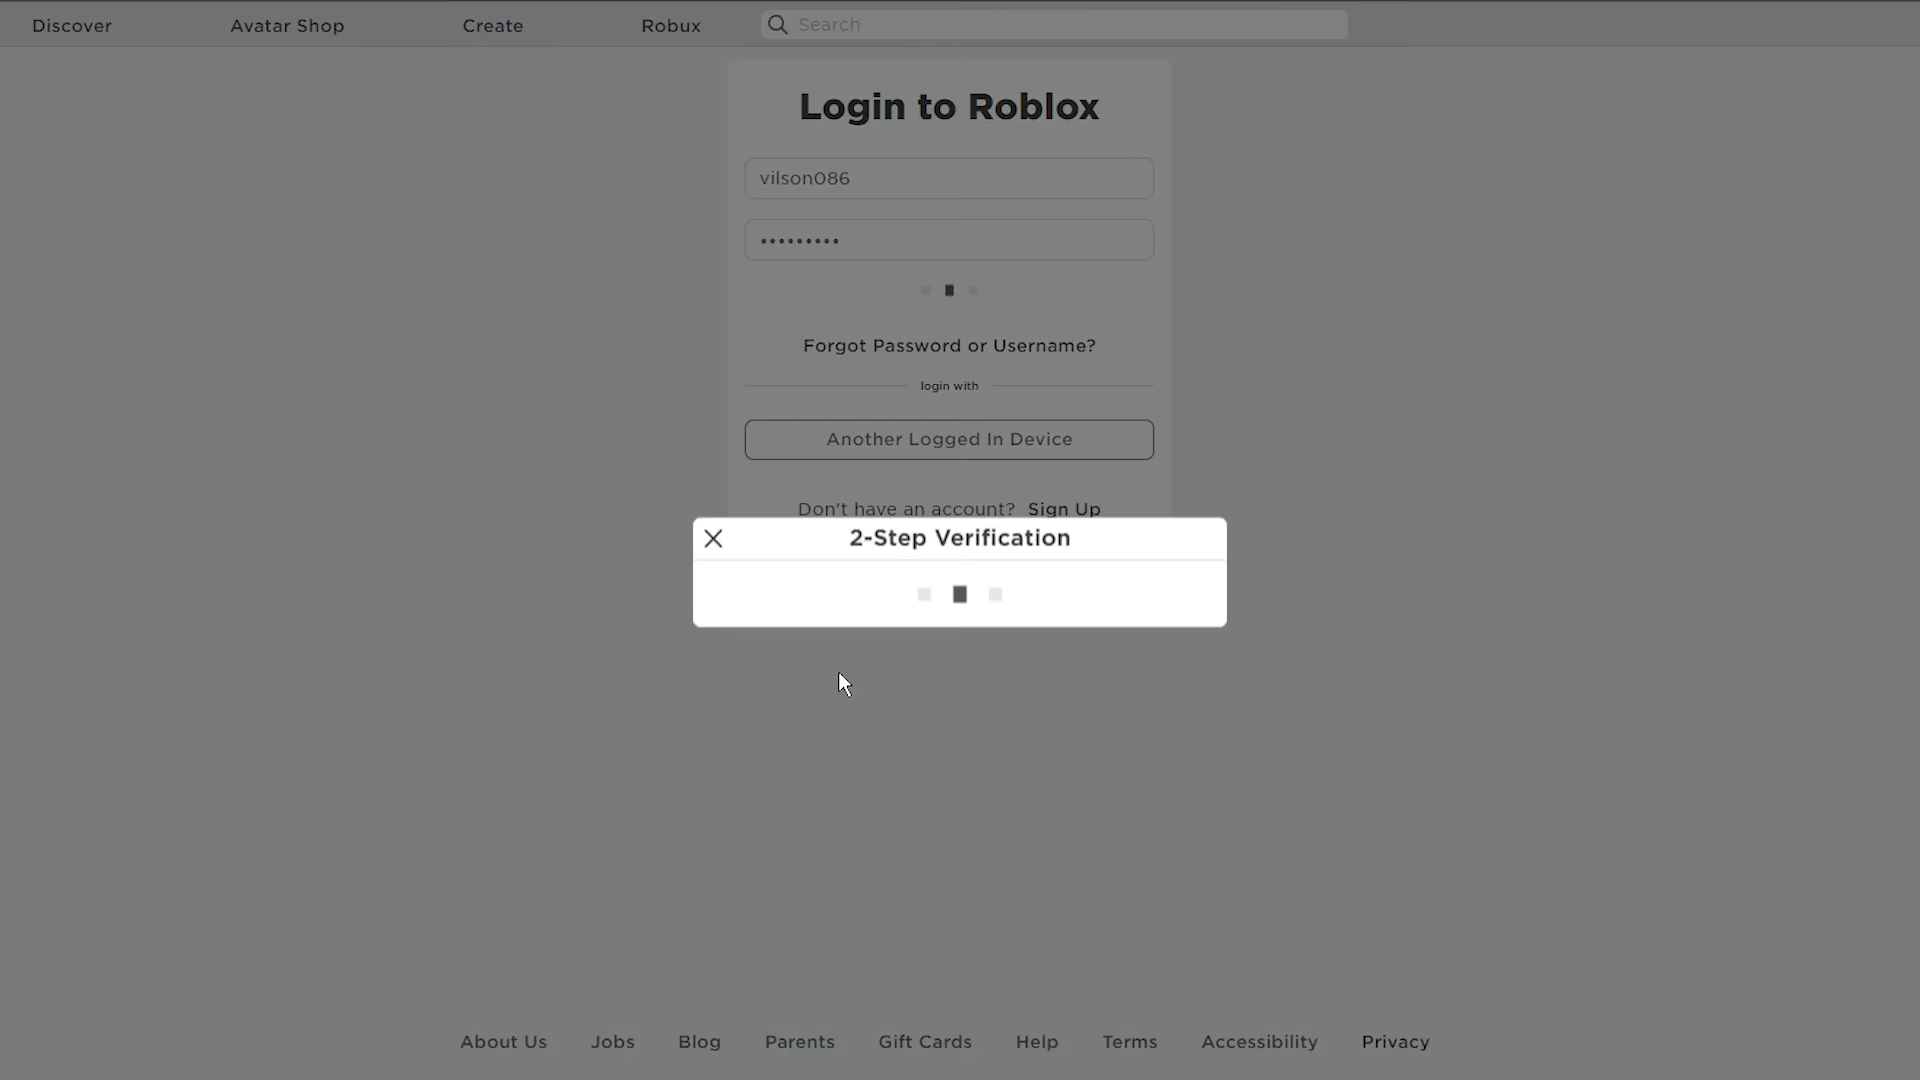 Discover Avatar Shop Create Robux Search
Login to Roblox
vilson086
•••••••••
Forgot Password or Username?
login with
Another Logged In Device
Don't have an account? Sign Up
2-Step Verification
About Us Jobs Blog Parents Gift Cards Help Terms Accessibility Privacy